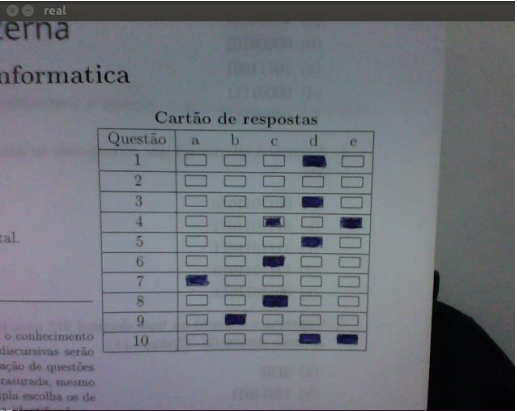 real
terna
nformatica
Cartão de respostas
Questão a b c d e
1
2
3
4
5
6
7
8
9
10
tal.
o conhecimento
discursivas serão
ação de questões
rasurada, mesmo
pla escolha os de